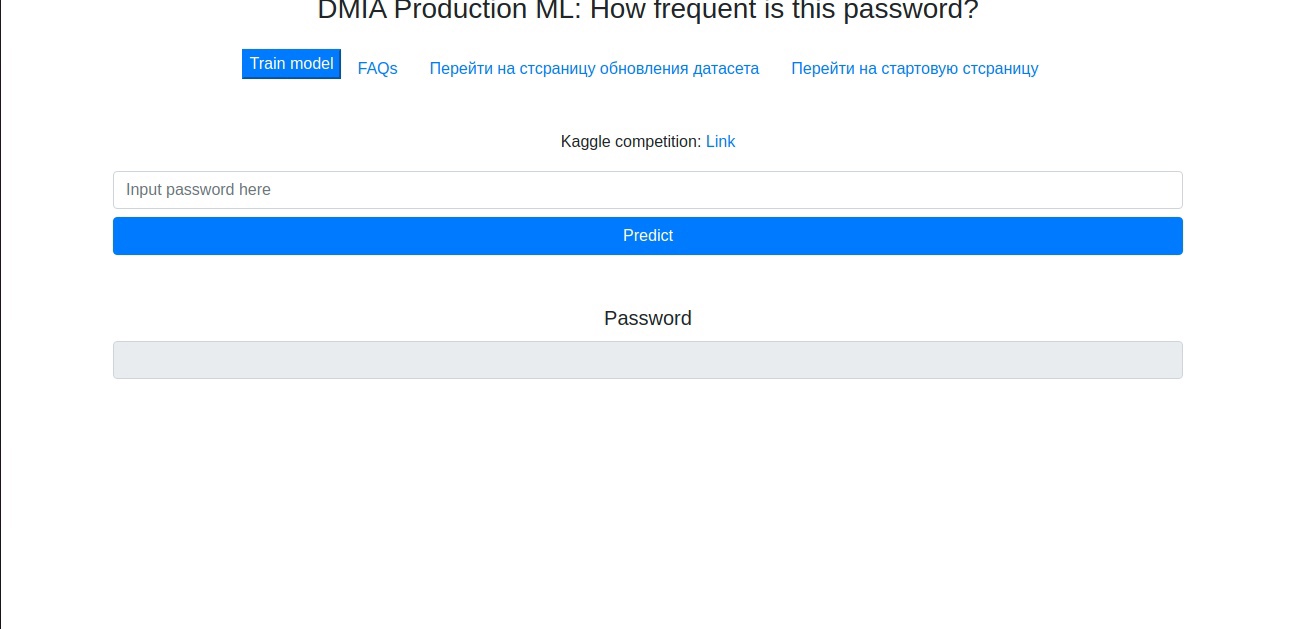 DMIA Production ML: How frequent is this password?
Train model FAQs Перейти на стсраницу обновления датасета Перейти на стартовую стсраницу
Kaggle competition: Link
Input password here
Predict
Password